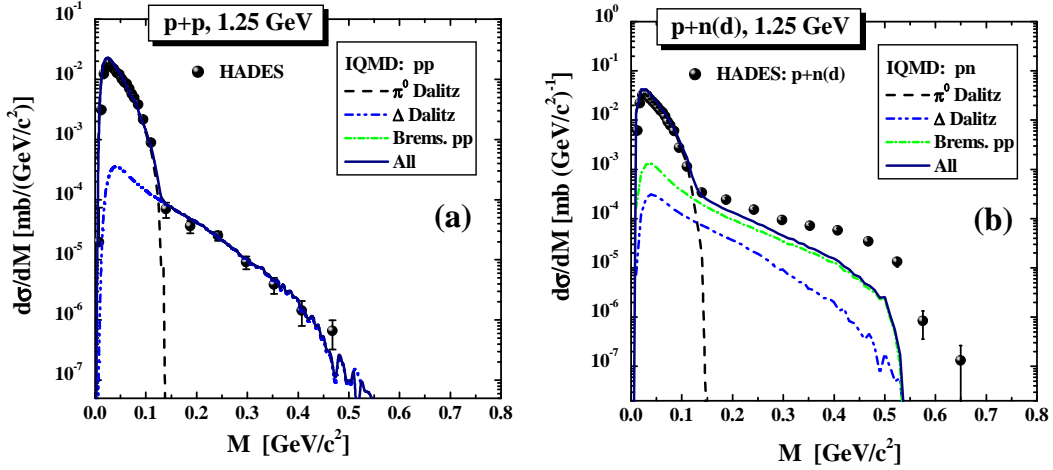 p+p, 1.25 GeV
HADES
IQMD: pp
π⁰ Dalitz
Δ Dalitz
Brems. pp
All
(a)
dσ/dM [mb/(GeV/c²)]
10⁻¹
10⁻²
10⁻³
10⁻⁴
10⁻⁵
10⁻⁶
10⁻⁷
0.0 0.1 0.2 0.3 0.4 0.5 0.6 0.7 0.8
M [GeV/c²]
p+n(d), 1.25 GeV
HADES: p+n(d)
IQMD: pn
π⁰ Dalitz
Δ Dalitz
Brems. pp
All
(b)
dσ/dM [mb (GeV/c²)⁻¹]
10⁰
10⁻¹
10⁻²
10⁻³
10⁻⁴
10⁻⁵
10⁻⁶
10⁻⁷
0.0 0.1 0.2 0.3 0.4 0.5 0.6 0.7 0.8
M [GeV/c²]